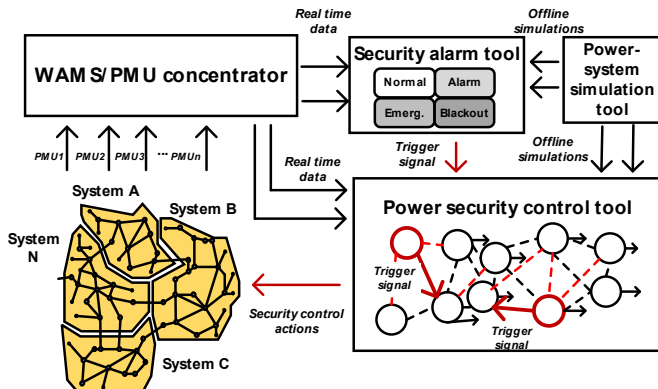 Real time
data
Offline
simulations
WAMS/PMU concentrator
Security alarm tool
Normal
Alarm
Emerg.
Blackout
Power-
system
simulation
tool
PMU1
PMU2
PMU3
... PMUn
Real time
data
Trigger
signal
Offline
simulations
System A
System B
System
N
System C
Security control
actions
Power security control tool
Trigger
signal
Trigger
signal